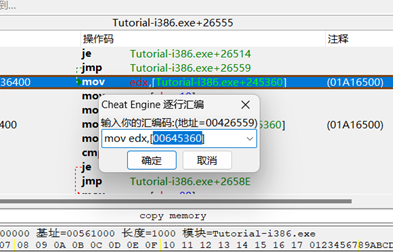 Tutorial-i386.exe+26555
操作码 注释
je Tutorial-i386.exe+26514
jmp Tutorial-i386.exe+26559
36400 mov edx,[Tutorial-i386.exe+245360] (01A16500)
Cheat Engine 逐行汇编
输入你的汇编码:(地址=00426559)
400 (01A16500)
mov edx,[00645360]
确定 取消
je
jmp Tutorial-i386.exe+2658E
copy memory
00000 基址=00561000 长度=1000 模块=Tutorial-i386.exe
07 08 09 0A 0B 0C 0D 0E 0F 10 11 12 13 14 15 16 17 0123456789ABCD